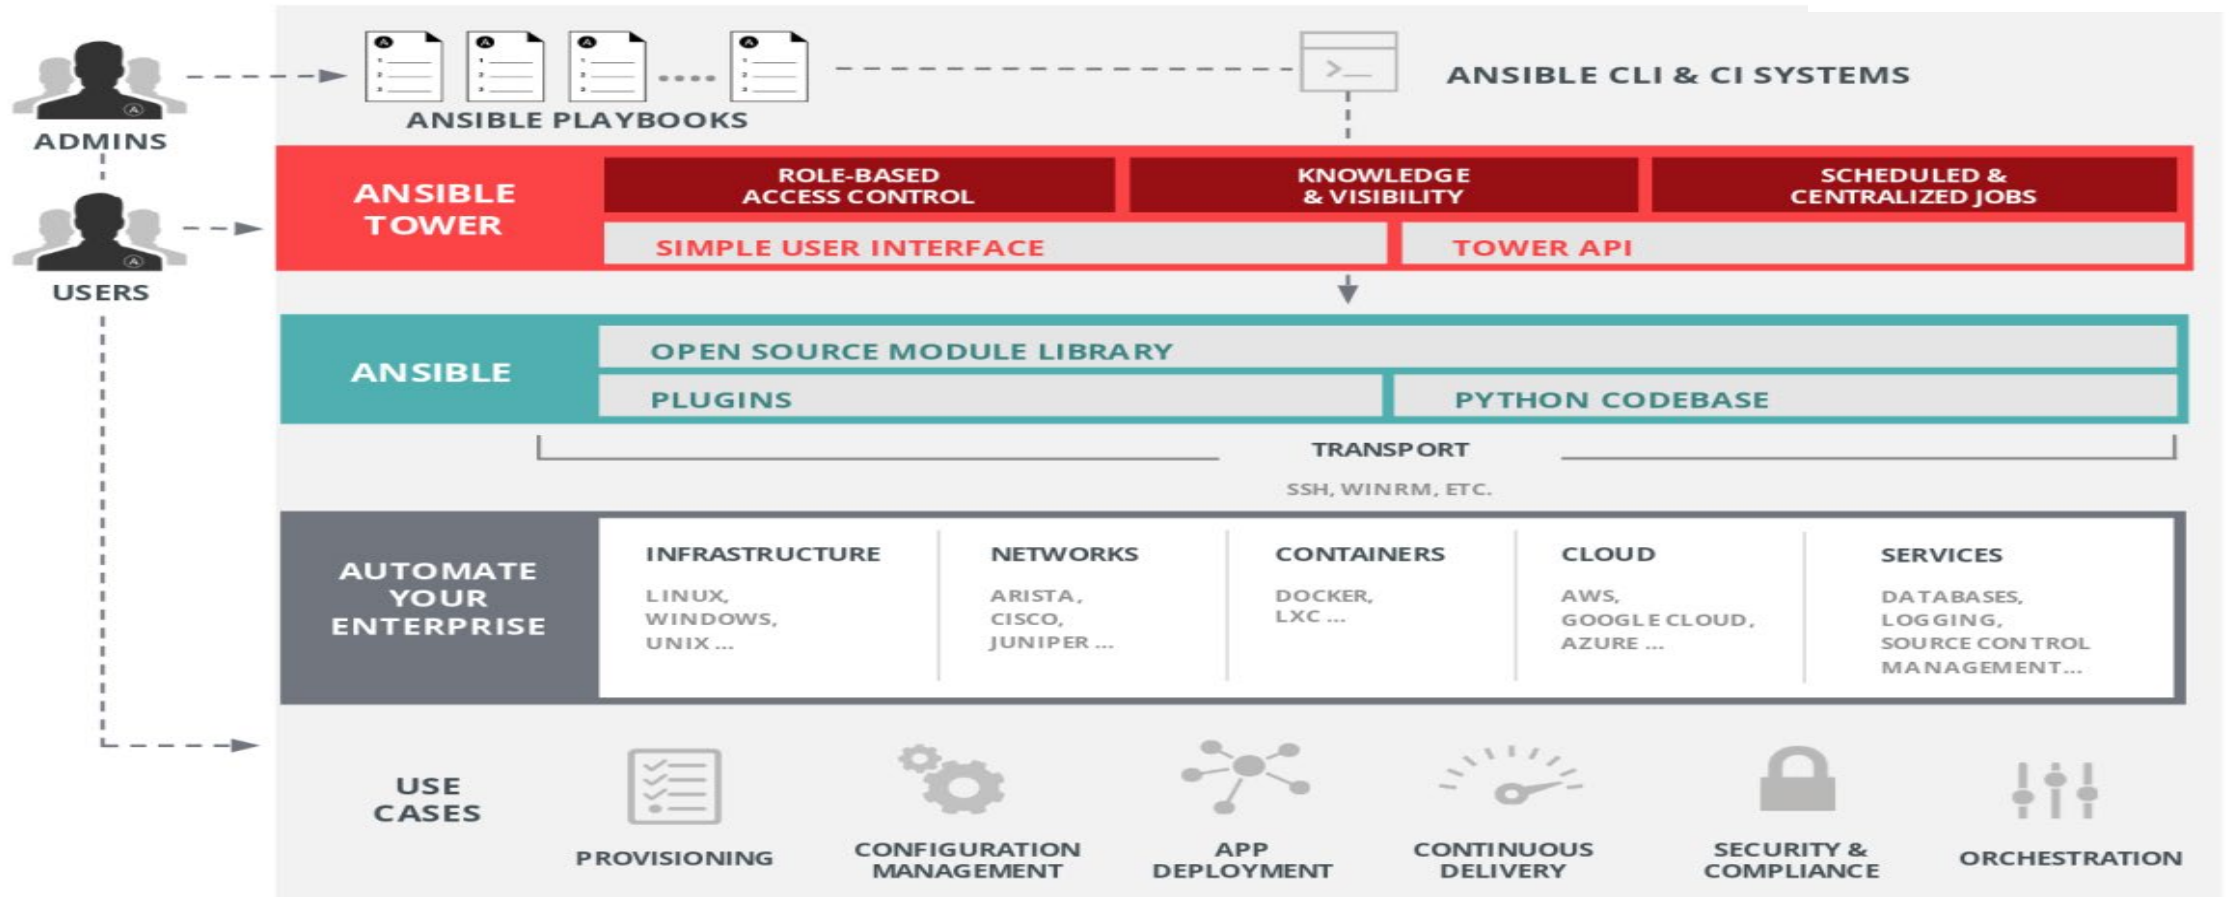 ADMINS
USERS
ANSIBLE PLAYBOOKS
>_
ANSIBLE CLI & CI SYSTEMS
ANSIBLE
TOWER
ROLE-BASED
ACCESS CONTROL
KNOWLEDGE
& VISIBILITY
SCHEDULED &
CENTRALIZED JOBS
SIMPLE USER INTERFACE
TOWER API
ANSIBLE
OPEN SOURCE MODULE LIBRARY
PLUGINS
PYTHON CODEBASE
TRANSPORT
SSH, WINRM, ETC.
AUTOMATE
YOUR
ENTERPRISE
INFRASTRUCTURE
LINUX,
WINDOWS,
UNIX ...
NETWORKS
ARISTA,
CISCO,
JUNIPER ...
CONTAINERS
DOCKER,
LXC ...
CLOUD
AWS,
GOOGLE CLOUD,
AZURE ...
SERVICES
DATABASES,
LOGGING,
SOURCE CONTROL
MANAGEMENT...
USE
CASES
PROVISIONING
CONFIGURATION
MANAGEMENT
APP
DEPLOYMENT
CONTINUOUS
DELIVERY
SECURITY &
COMPLIANCE
ORCHESTRATION